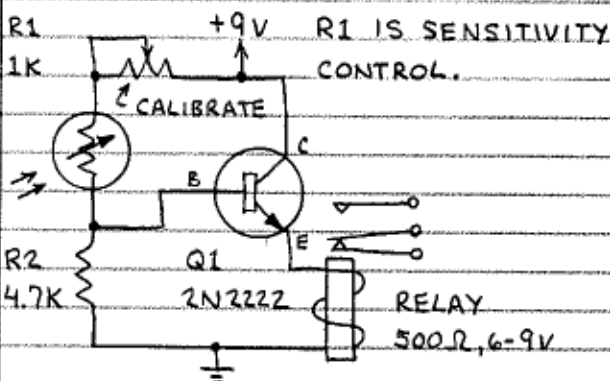 R1 +9V R1 IS SENSITIVITY
1K CONTROL.
CALIBRATE
C
B
E
R2 Q1
4.7K 2N2222 RELAY
500Ω, 6-9V